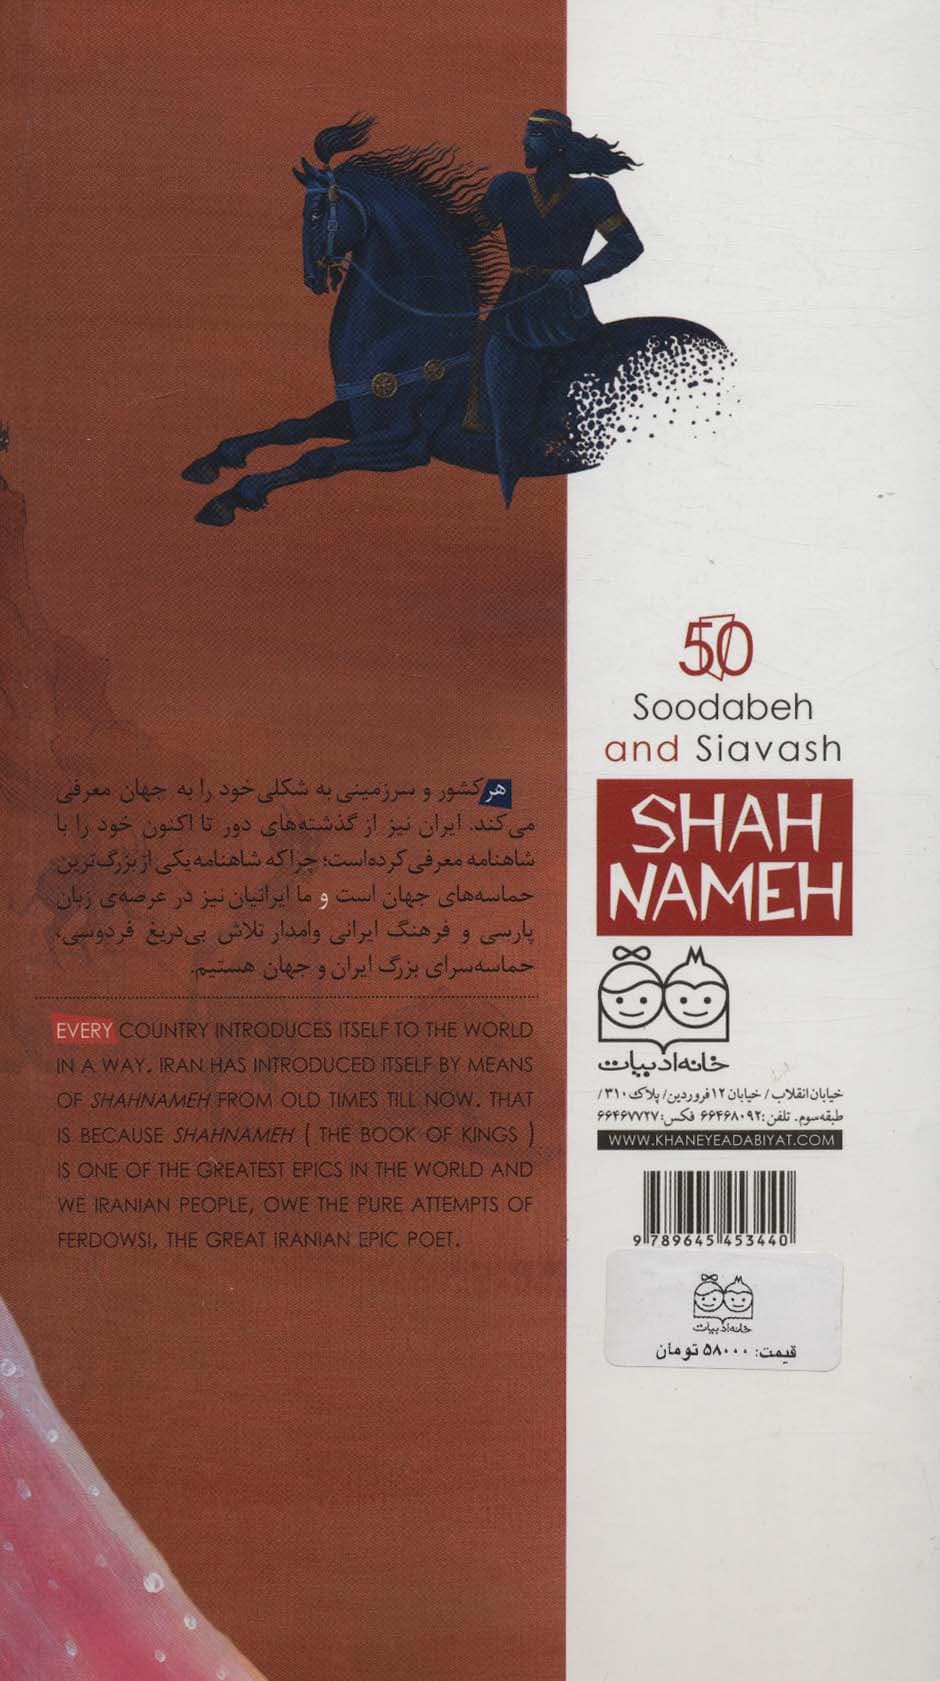 50
Soodabeh
and Siavash
SHAH
NAMEH
خانه ادبیات
خیابان انقلاب / خیابان ۱۲ فروردین / پلاک ۳۱۰ /
طبقه سوم. تلفن: ۶۶۴۶۸۰۹۲ فکس: ۶۶۴۶۷۷۲۷
WWW.KHANEYEADABIYAT.COM
9 789645 453440
خانه ادبیات
قیمت: ۵۸۰۰۰ تومان
هر کشور و سرزمینی به شکلی خود را به جهان معرفی
می‌کند. ایران نیز از گذشته‌های دور تا اکنون خود را با
شاهنامه معرفی کرده‌است؛ چرا که شاهنامه یکی از بزرگ‌ترین
حماسه‌های جهان است و ما ایرانیان نیز در عرصه‌ی زبان
پارسی و فرهنگ ایرانی وامدار تلاش بی‌دریغ فردوسی،
حماسه‌سرای بزرگ ایران و جهان هستیم.
EVERY COUNTRY INTRODUCES ITSELF TO THE WORLD
IN A WAY. IRAN HAS INTRODUCED ITSELF BY MEANS
OF SHAHNAMEH FROM OLD TIMES TILL NOW. THAT
IS BECAUSE SHAHNAMEH ( THE BOOK OF KINGS )
IS ONE OF THE GREATEST EPICS IN THE WORLD AND
WE IRANIAN PEOPLE, OWE THE PURE ATTEMPTS OF
FERDOWSI, THE GREAT IRANIAN EPIC POET.